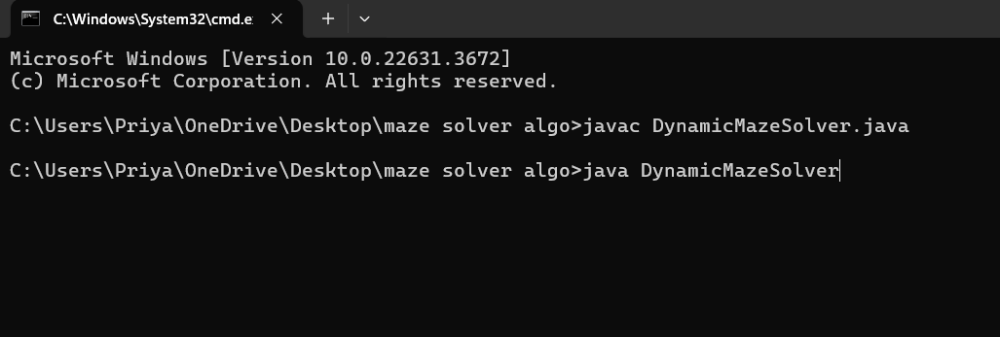 C:\Windows\System32\cmd.e
Microsoft Windows [Version 10.0.22631.3672]
(c) Microsoft Corporation. All rights reserved.
C:\Users\Priya\OneDrive\Desktop\maze solver algo>javac DynamicMazeSolver.java
C:\Users\Priya\OneDrive\Desktop\maze solver algo>java DynamicMazeSolver